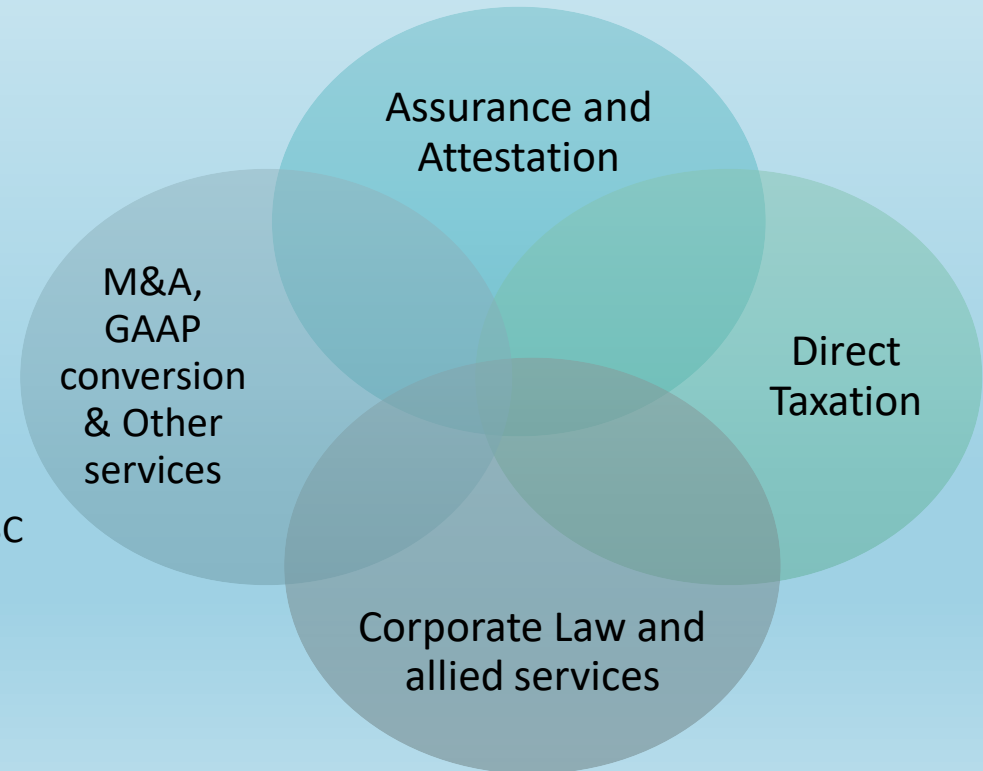 Assurance and
Attestation
M&A,
GAAP
conversion
& Other
services
Direct
Taxation
C
Corporate Law and
allied services